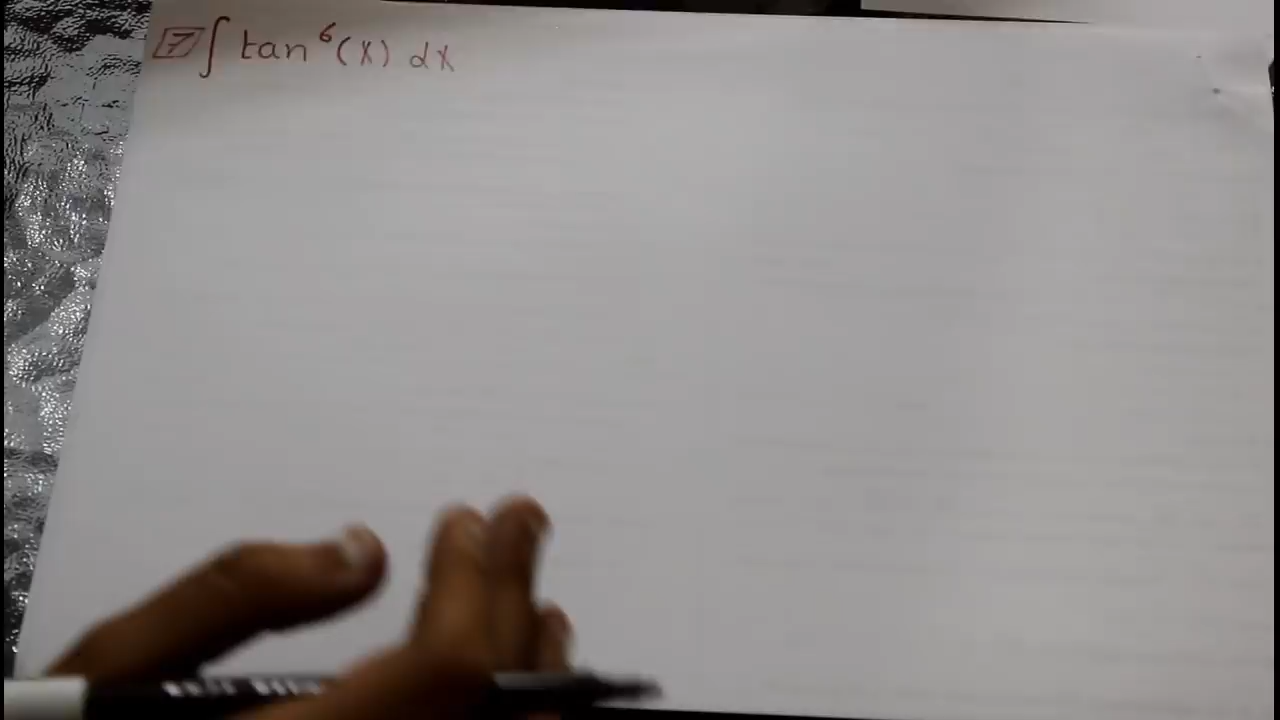 7 ∫ tan⁶(x) dx